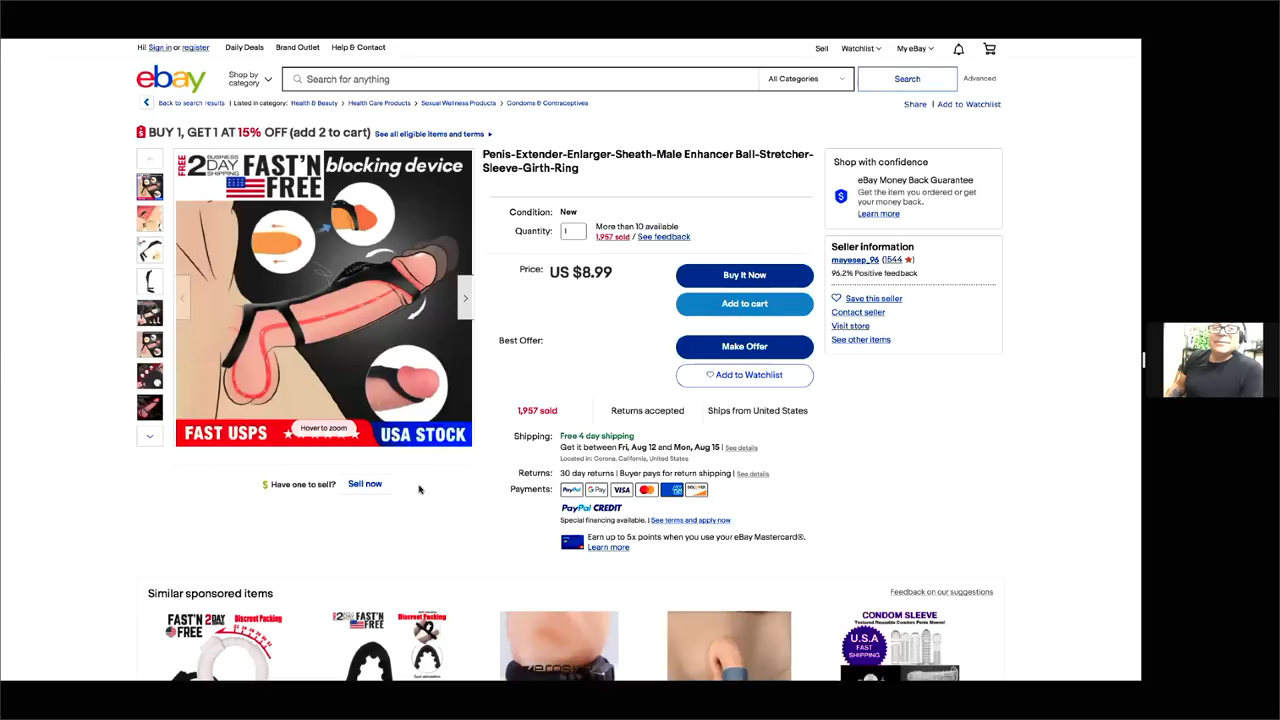 Hi! Sign in or register
Daily Deals
Brand Outlet
Help & Contact
Sell
Watchlist
My eBay
ebay
Shop by
category
Search for anything
All Categories
Search
Advanced
Back to search results | Listed in category: Health & Beauty > Health Care Products > Sexual Wellness Products > Condoms & Contraceptives
Share | Add to Watchlist
BUY 1, GET 1 AT 15% OFF (add 2 to cart) See all eligible items and terms
FREE 2 BUSINESS DAY SHIPPING FAST'N FREE
blocking device
Hover to zoom
FAST USPS
USA STOCK
$ Have one to sell? Sell now
Penis-Extender-Enlarger-Sheath-Male Enhancer Ball-Stretcher-
Sleeve-Girth-Ring
Condition: New
Quantity: 1
More than 10 available
1,957 sold / See feedback
Price: US $8.99
Buy It Now
Add to cart
Best Offer:
Make Offer
Add to Watchlist
1,957 sold
Returns accepted
Ships from United States
Shipping: Free 4 day shipping
Get it between Fri, Aug 12 and Mon, Aug 15 | See details
Located in: Corona, California, United States
Returns: 30 day returns | Buyer pays for return shipping | See details
Payments: PayPal G Pay VISA DISCOVER
PayPal CREDIT
Special financing available. | See terms and apply now
Earn up to 5x points when you use your eBay Mastercard®.
Learn more
Shop with confidence
eBay Money Back Guarantee
Get the item you ordered or get
your money back.
Learn more
Seller information
mayosep_96 (1544)
96.2% Positive feedback
Save this seller
Contact seller
Visit store
See other items
Similar sponsored items
Feedback on our suggestions
FAST'N FREE
Discreet Packing
FAST'N FREE
Discreet Packing
CONDOM SLEEVE
Textured Reusable Condom Penis Sleeve!
U.S.A
FAST
SHIPPING